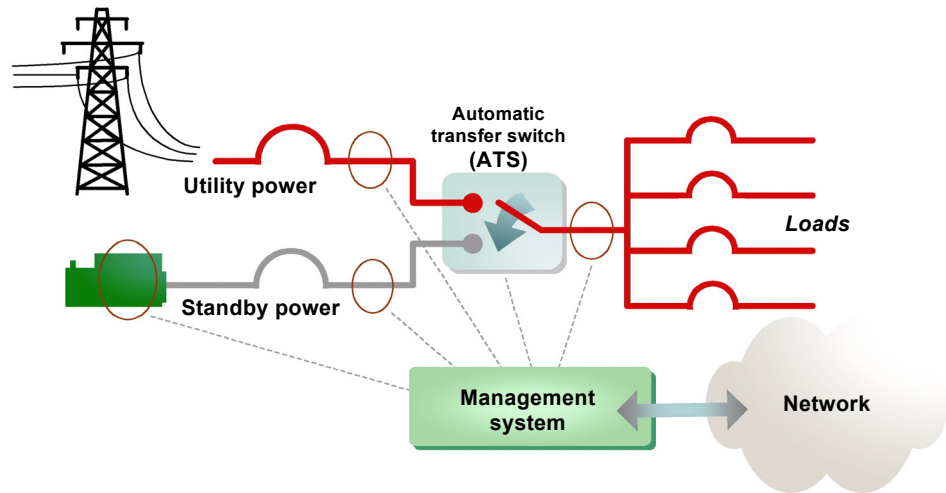 Automatic
transfer switch
(ATS)
Utility power
Loads
Standby power
Management
system
Network